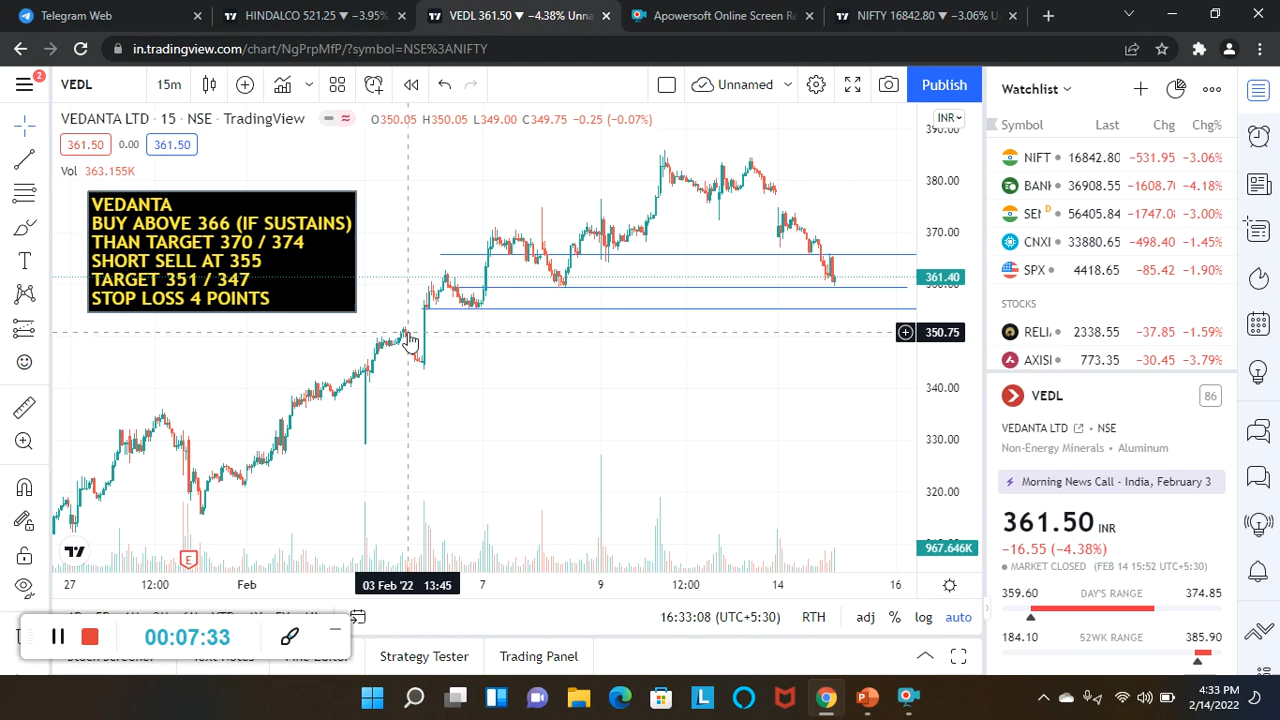 Telegram Web
HINDALCO 521.25 ▼ −3.95%
VEDL 361.50 ▼ −4.38% Unna
Apowersoft Online Screen Re
NIFTY 16842.80 ▼ −3.06% U
in.tradingview.com/chart/NgPrpMfP/?symbol=NSE%3ANIFTY
2
VEDL
15m
Unnamed
Publish
Watchlist
VEDANTA LTD · 15 · NSE · TradingView
O350.05 H350.05 L349.00 C349.75 −0.25 (−0.07%)
INR
361.50 0.00 361.50
Vol 363.155K
VEDANTA
BUY ABOVE 366 (IF SUSTAINS)
THAN TARGET 370 / 374
SHORT SELL AT 355
TARGET 351 / 347
STOP LOSS 4 POINTS
390.00
380.00
370.00
361.40
350.75
340.00
330.00
320.00
967.646K
E
27 12:00 Feb 03 Feb '22 13:45 7 9 12:00 14 16
16:33:08 (UTC+5:30) RTH adj % log auto
00:07:33
Strategy Tester
Trading Panel
Symbol Last Chg Chg%
NIFT 16842.80 −531.95 −3.06%
BANK 36908.55 −1608.70 −4.18%
SEN D 56405.84 −1747.08 −3.00%
CNXI 33880.65 −498.40 −1.45%
SPX 4418.65 −85.42 −1.90%
STOCKS
RELI 2338.55 −37.85 −1.59%
AXISI 773.35 −30.45 −3.79%
VEDL
86
VEDANTA LTD • NSE
Non-Energy Minerals • Aluminum
Morning News Call - India, February 3
361.50 INR
−16.55 (−4.38%)
MARKET CLOSED (FEB 14 15:52 UTC+5:30)
359.60 DAY'S RANGE 374.85
184.10 52WK RANGE 385.90
4:33 PM
2/14/2022